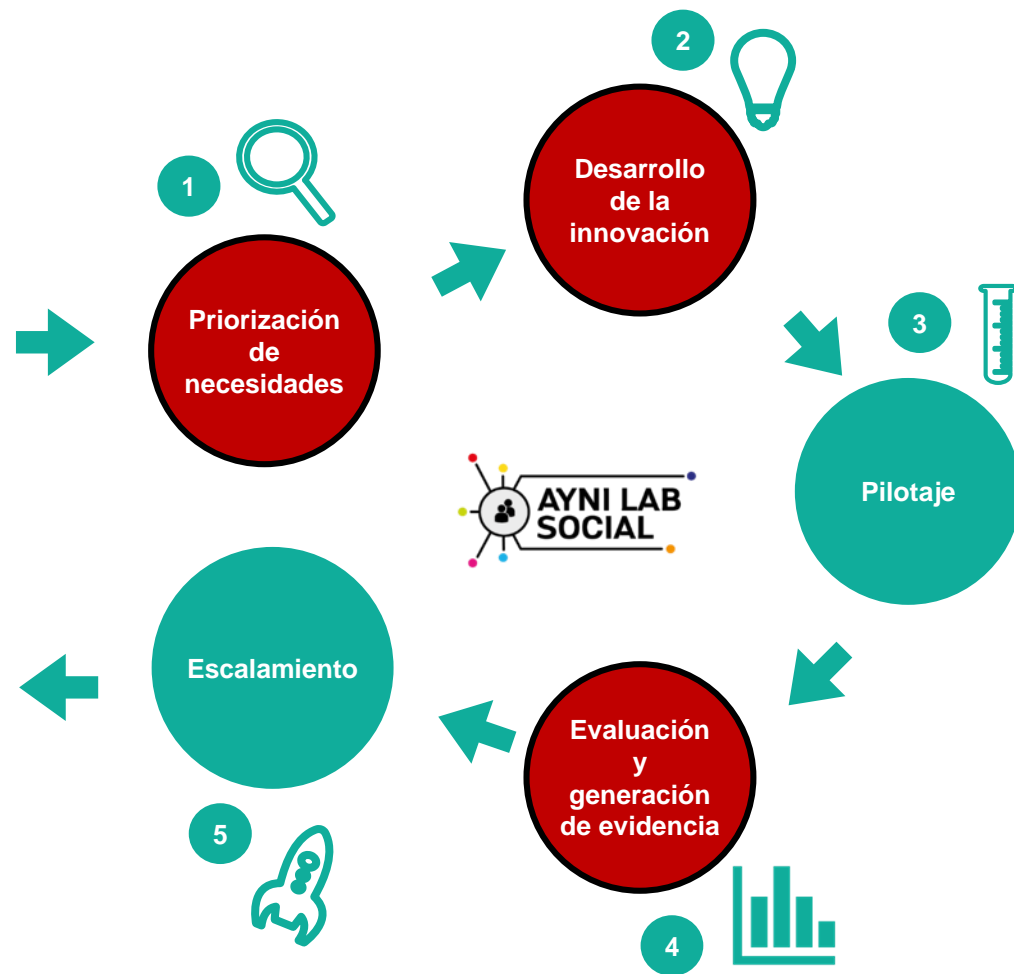 1
Priorización
de
necesidades
2
Desarrollo
de la
innovación
3
Pilotaje
AYNI LAB
SOCIAL
4
Evaluación
y
generación
de evidencia
5
Escalamiento